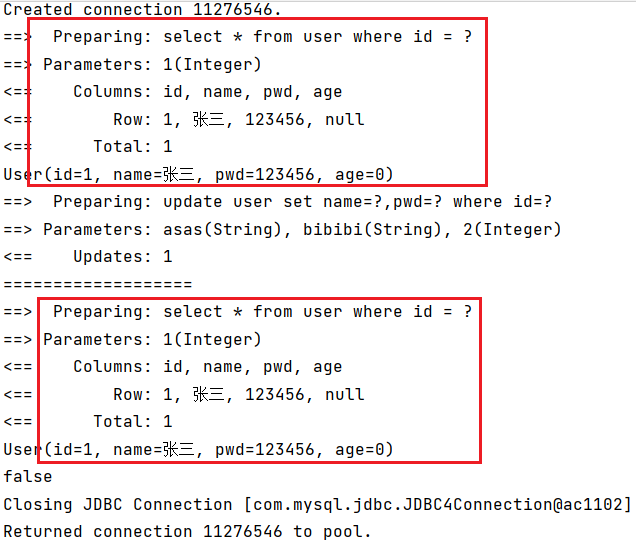 Created connection 11276546.
==>  Preparing: select * from user where id = ?
==> Parameters: 1(Integer)
<==    Columns: id, name, pwd, age
<==        Row: 1, 张三, 123456, null
<==      Total: 1
User(id=1, name=张三, pwd=123456, age=0)
==>  Preparing: update user set name=?,pwd=? where id=?
==> Parameters: asas(String), bibibi(String), 2(Integer)
<==    Updates: 1
===================
==>  Preparing: select * from user where id = ?
==> Parameters: 1(Integer)
<==    Columns: id, name, pwd, age
<==        Row: 1, 张三, 123456, null
<==      Total: 1
User(id=1, name=张三, pwd=123456, age=0)
false
Closing JDBC Connection [com.mysql.jdbc.JDBC4Connection@ac1102]
Returned connection 11276546 to pool.